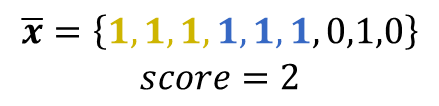 x̄ = {1, 1, 1, 1, 1, 1, 0,1,0}
score = 2